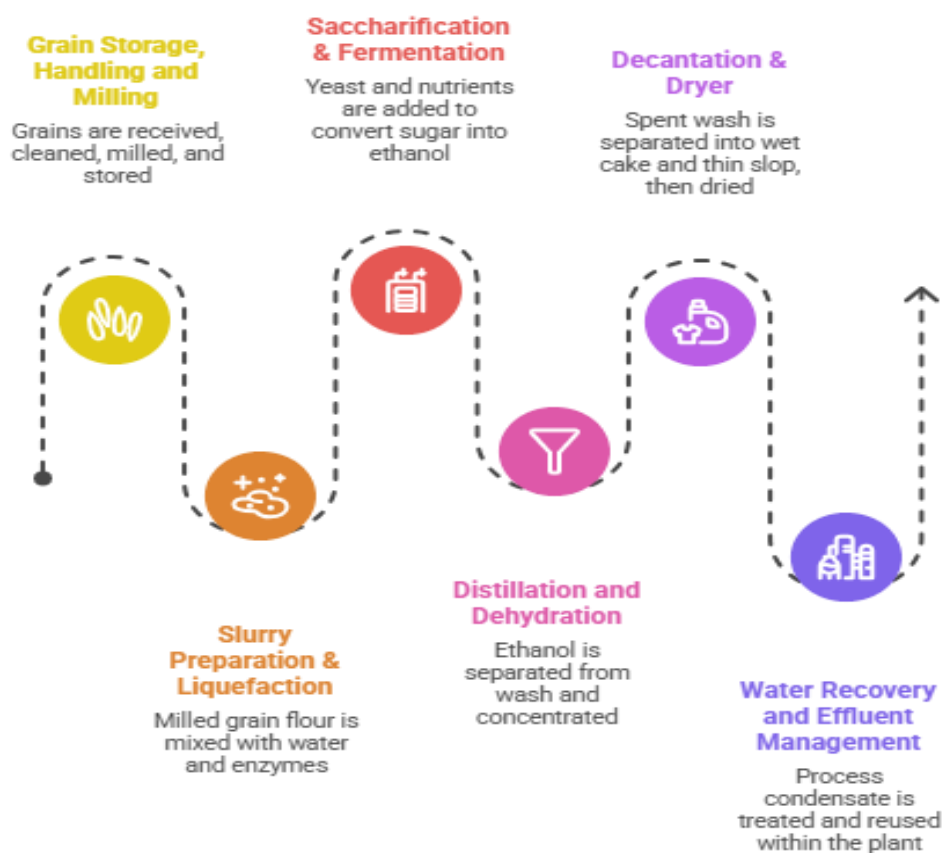 Grain Storage,
Handling and
Milling
Grains are received,
cleaned, milled, and
stored
Slurry
Preparation &
Liquefaction
Milled grain flour is
mixed with water
and enzymes
Saccharification
& Fermentation
Yeast and nutrients
are added to
convert sugar into
ethanol
Distillation and
Dehydration
Ethanol is
separated from
wash and
concentrated
Decantation &
Dryer
Spent wash is
separated into wet
cake and thin slop,
then dried
Water Recovery
and Effluent
Management
Process
condensate is
treated and reused
within the plant